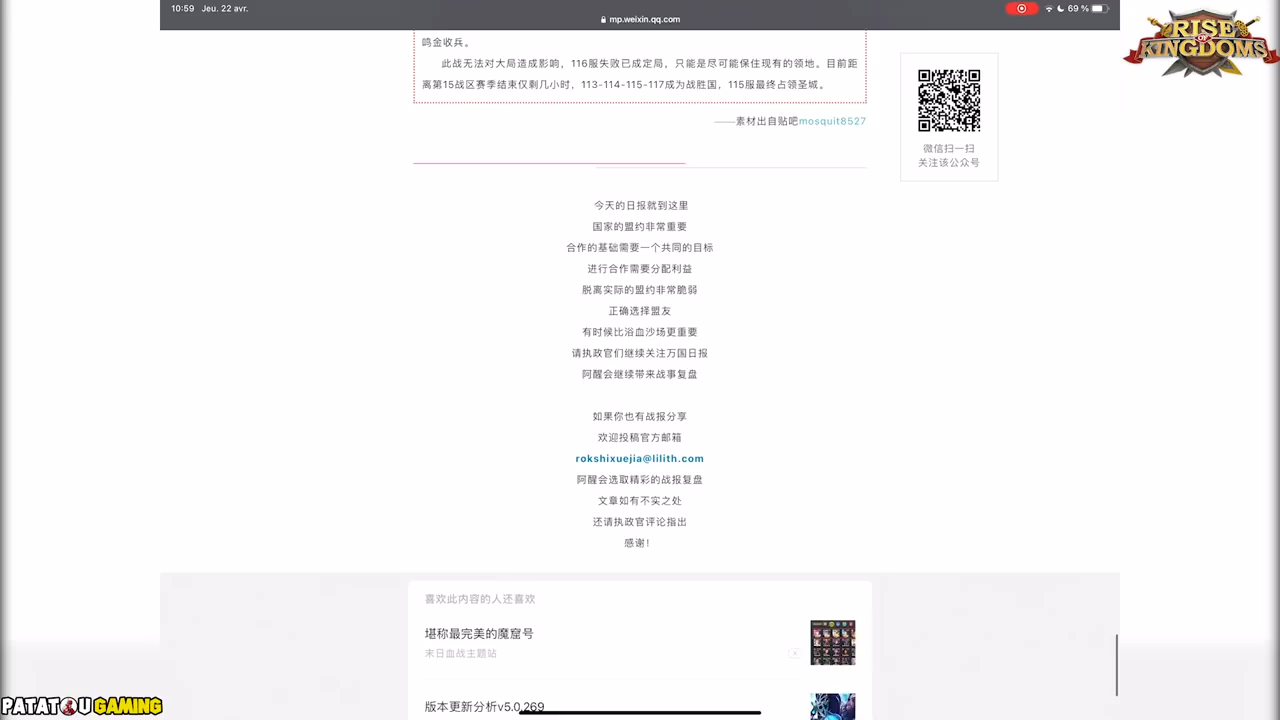 10:59 Jeu. 22 avr.
69 %
mp.weixin.qq.com
RISE
OF
KINGDOMS
鸣金收兵。
此战无法对大局造成影响，116服失败已成定局，只能是尽可能保住现有的领地。目前距
离第15战区赛季结束仅剩几小时，113-114-115-117成为战胜国，115服最终占领圣城。
——素材出自贴吧mosquit8527
微信扫一扫
关注该公众号
今天的日报就到这里
国家的盟约非常重要
合作的基础需要一个共同的目标
进行合作需要分配利益
脱离实际的盟约非常脆弱
正确选择盟友
有时候比浴血沙场更重要
请执政官们继续关注万国日报
阿醒会继续带来战事复盘
如果你也有战报分享
欢迎投稿官方邮箱
rokshixuejia@lilith.com
阿醒会选取精彩的战报复盘
文章如有不实之处
还请执政官评论指出
感谢！
喜欢此内容的人还喜欢
堪称最完美的魔窟号
末日血战主题站
版本更新分析v5.0.269
PATATOU GAMING